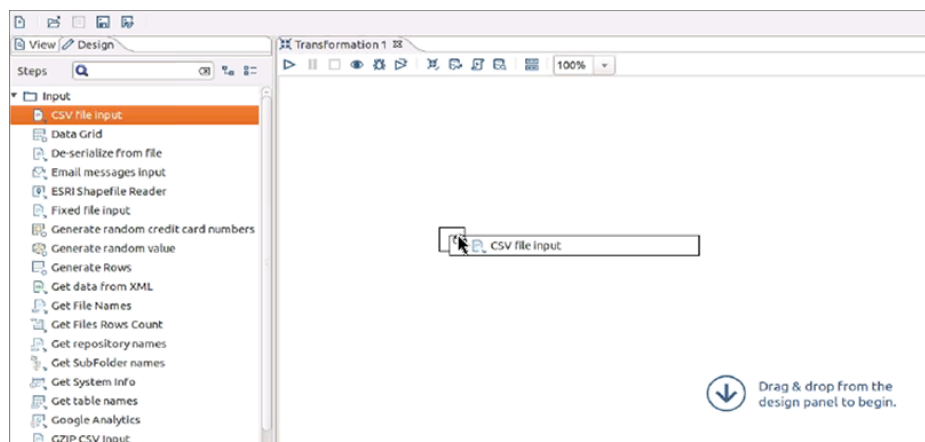 View Design
Transformation 1
Steps
100%
Input
CSV file input
Data Grid
De-serialize from file
Email messages input
ESRI Shapefile Reader
Fixed file input
Generate random credit card numbers
Generate random value
Generate Rows
Get data from XML
Get File Names
Get Files Rows Count
Get repository names
Get SubFolder names
Get System Info
Get table names
Google Analytics
GZIP CSV Input
CSV file input
Drag & drop from the
design panel to begin.